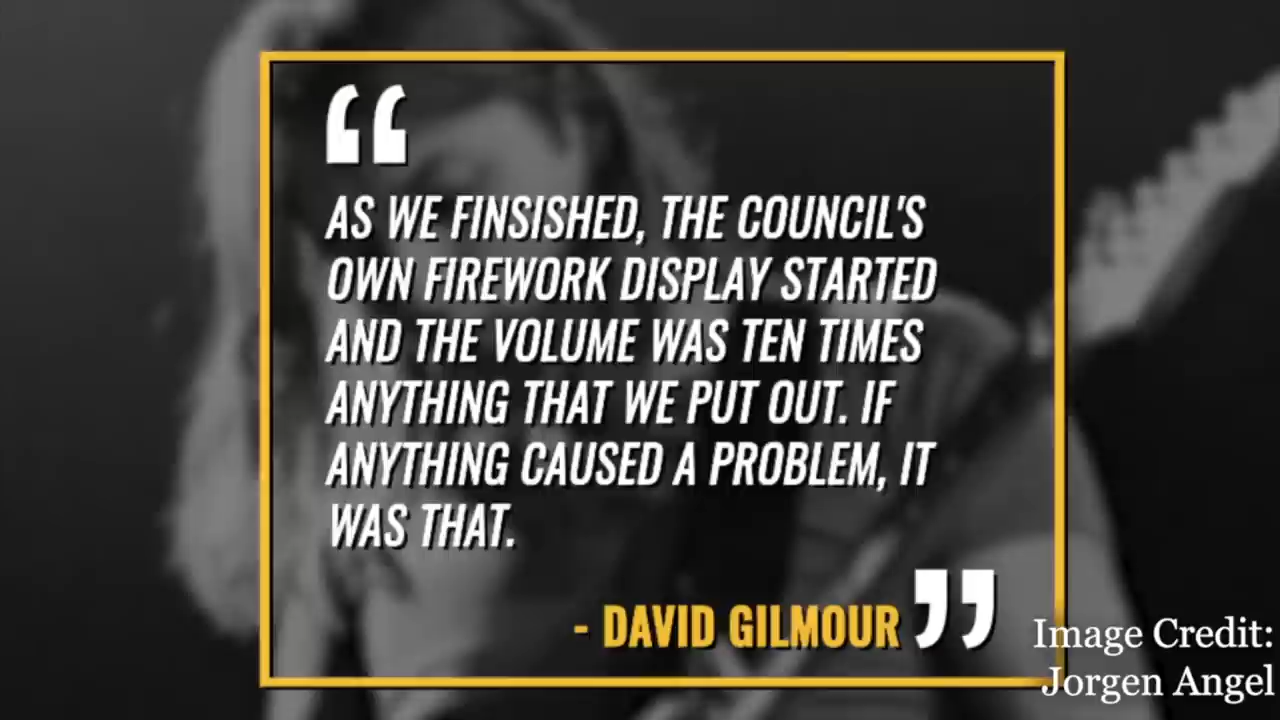 “
AS WE FINSISHED, THE COUNCIL'S
OWN FIREWORK DISPLAY STARTED
AND THE VOLUME WAS TEN TIMES
ANYTHING THAT WE PUT OUT. IF
ANYTHING CAUSED A PROBLEM, IT
WAS THAT.
- DAVID GILMOUR ”
Image Credit:
Jorgen Angel